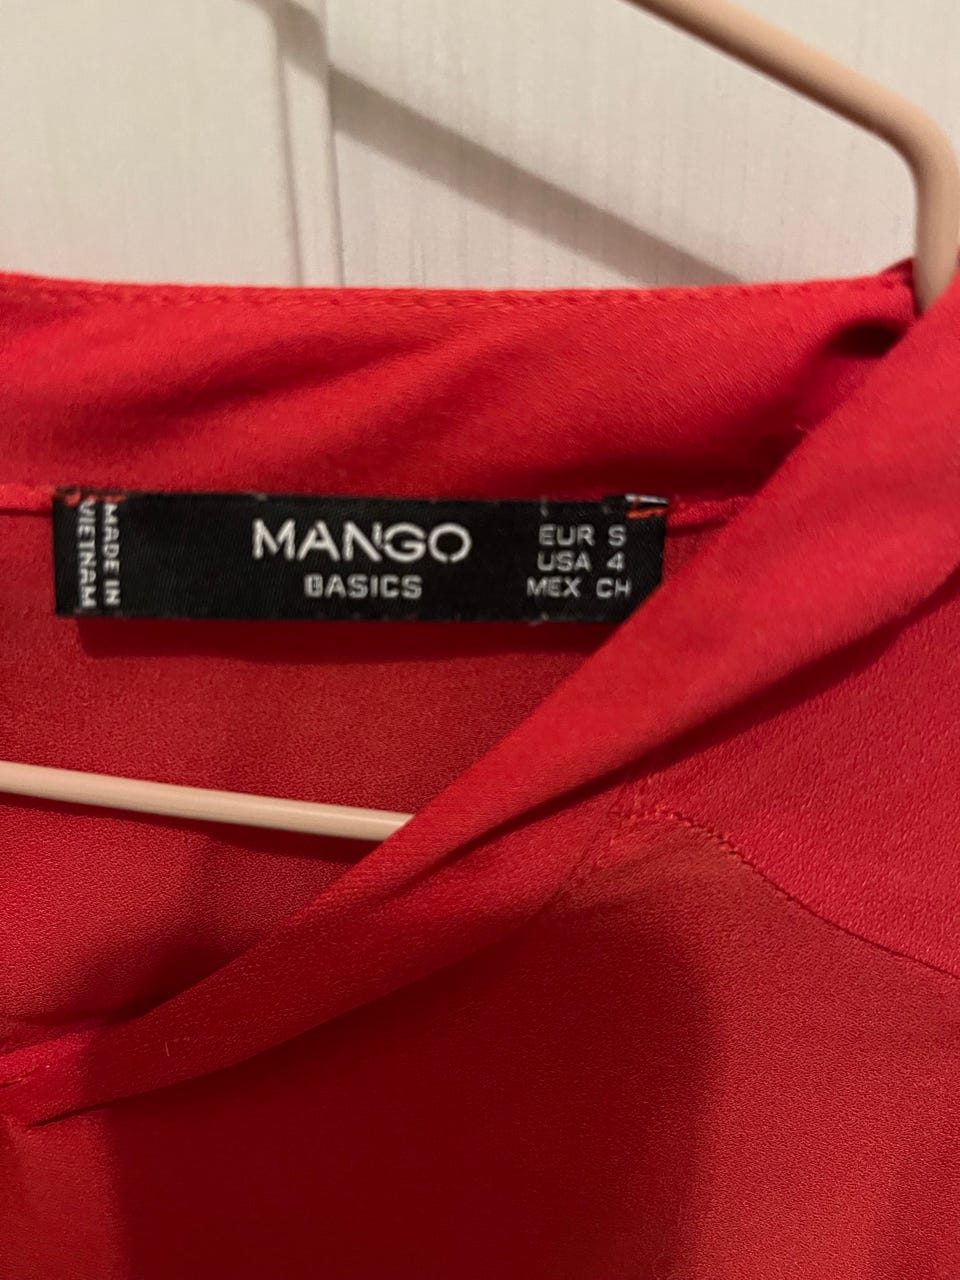 MADE IN
VIETNAM
MANGO
BASICS
EUR S
USA 4
MEX CH